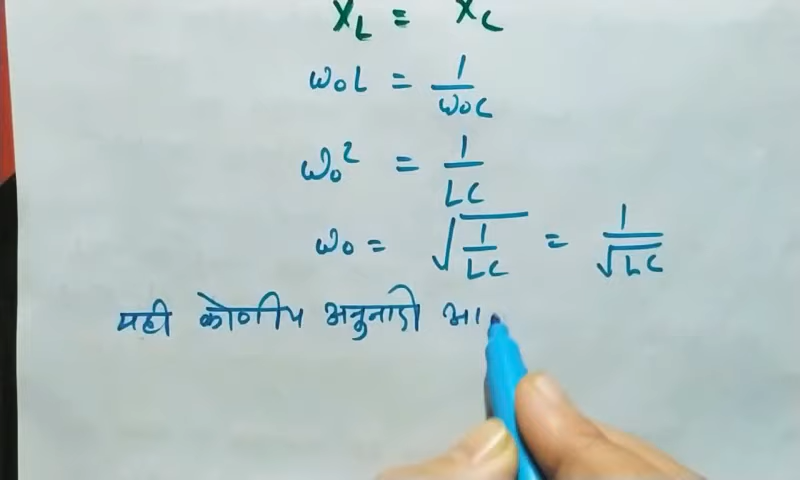 X_L = X_C
ω₀L = 1/ω₀C
ω₀² = 1/LC
ω₀ = √(1/LC) = 1/√LC
यही कोणीय अनुनादी आ